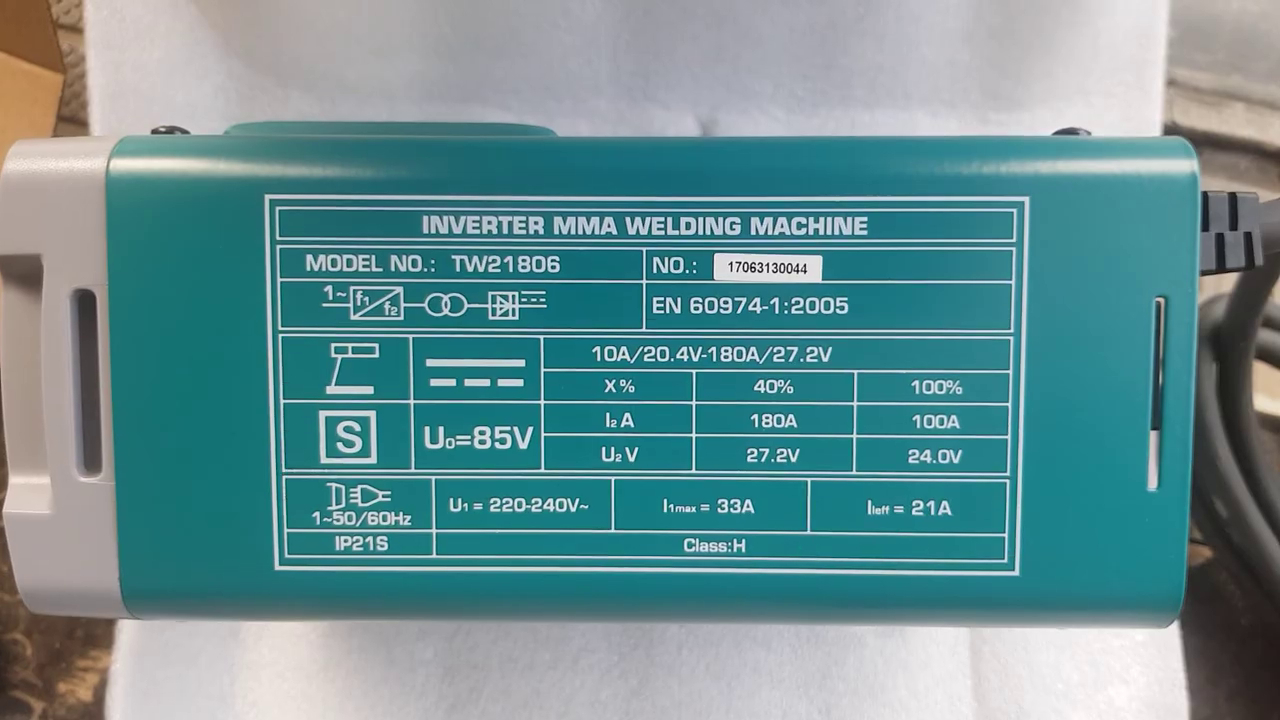 INVERTER MMA WELDING MACHINE
MODEL NO.: TW21806
NO.: 17063130044
1~ f1 f2
EN 60974-1:2005
10A/20.4V-180A/27.2V
X% 40% 100%
S
U0=85V
I2 A 180A 100A
U2 V 27.2V 24.0V
1~50/60Hz
U1 = 220-240V~
I1max = 33A
I1eff = 21A
IP21S
Class:H